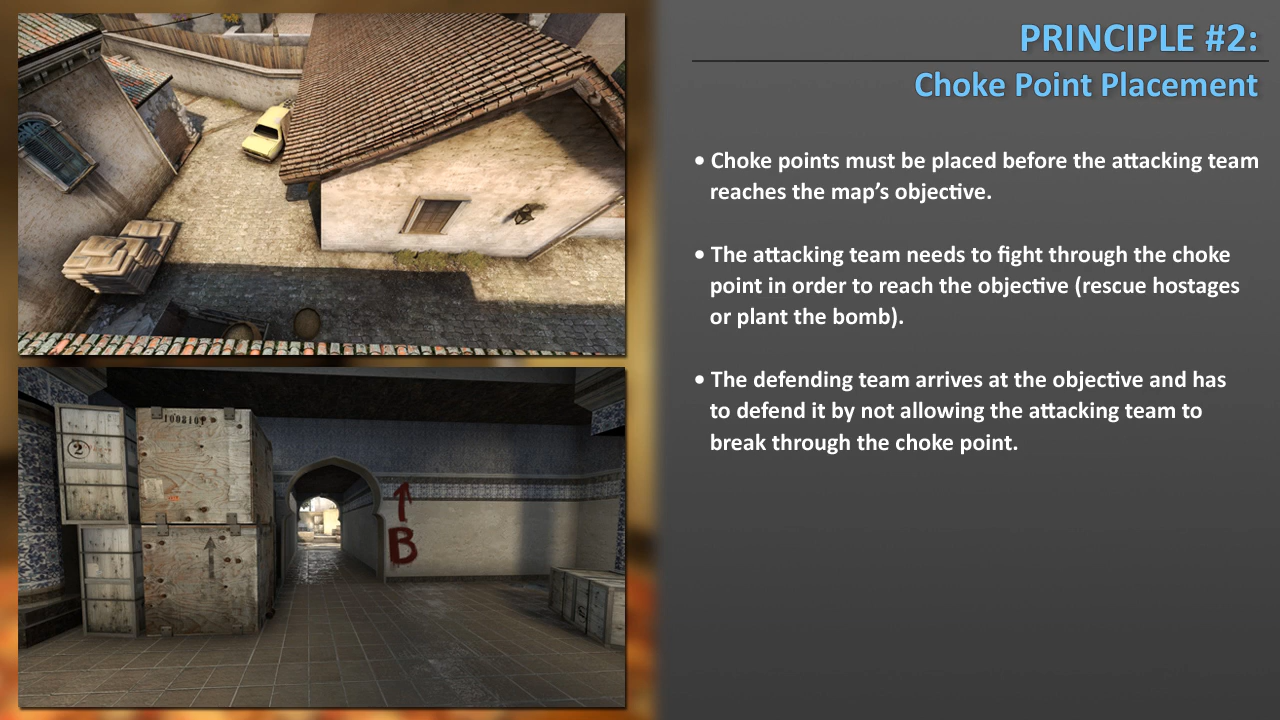 PRINCIPLE #2:
Choke Point Placement
• Choke points must be placed before the attacking team
reaches the map’s objective.
• The attacking team needs to fight through the choke
point in order to reach the objective (rescue hostages
or plant the bomb).
• The defending team arrives at the objective and has
to defend it by not allowing the attacking team to
break through the choke point.
2
B